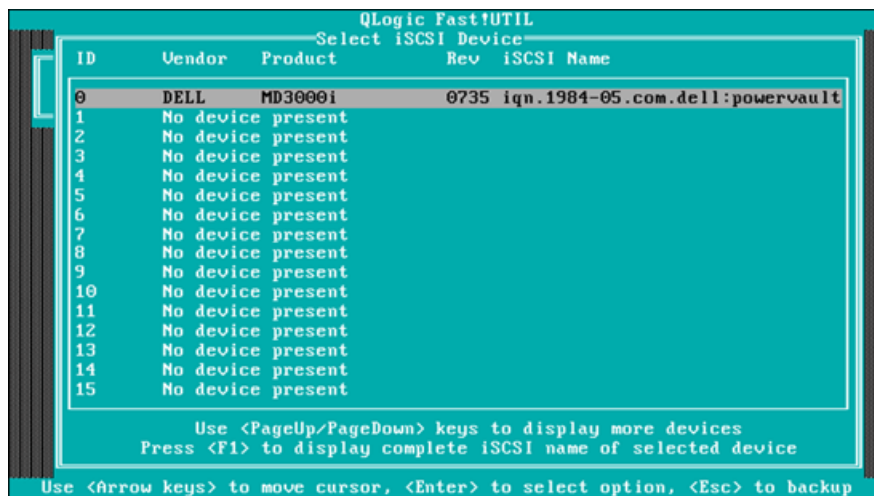 QLogic Fast!UTIL
Select iSCSI Device
ID Vendor Product Rev iSCSI Name
0 DELL MD3000i 0735 iqn.1984-05.com.dell:powervault
1 No device present
2 No device present
3 No device present
4 No device present
5 No device present
6 No device present
7 No device present
8 No device present
9 No device present
10 No device present
11 No device present
12 No device present
13 No device present
14 No device present
15 No device present
Use <PageUp/PageDown> keys to display more devices
Press <F1> to display complete iSCSI name of selected device
Use <Arrow keys> to move cursor, <Enter> to select option, <Esc> to backup